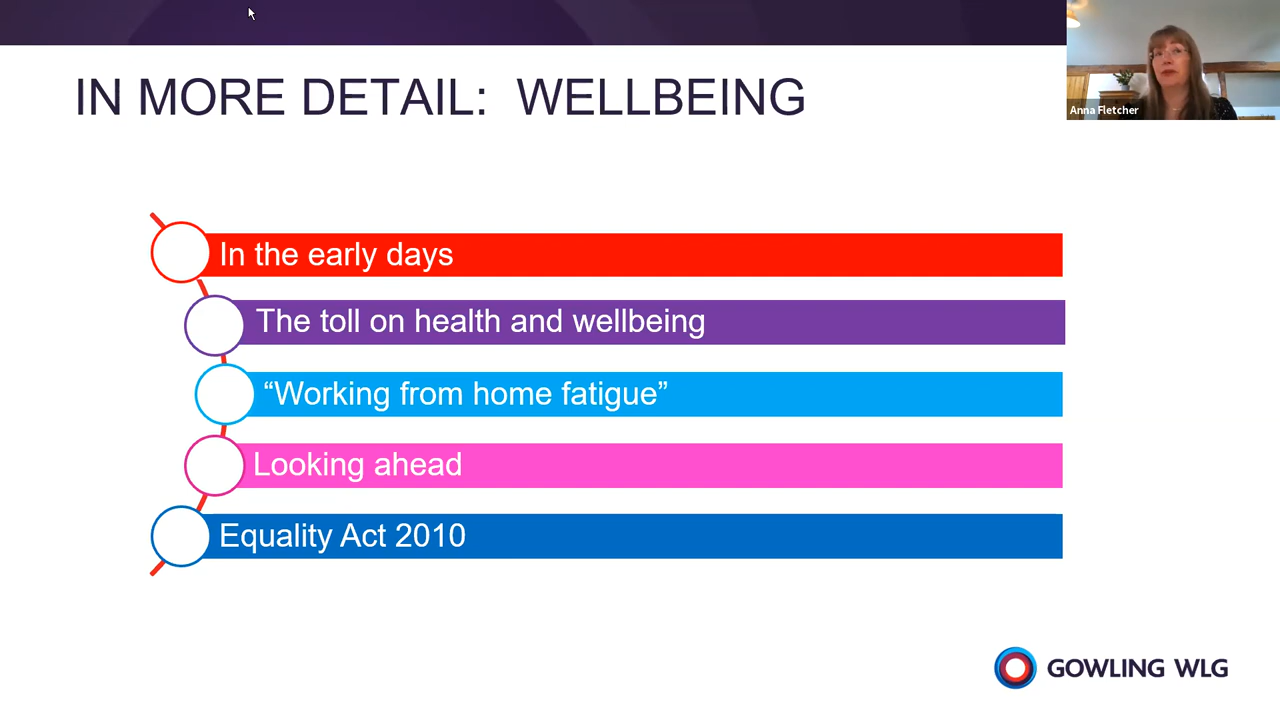 IN MORE DETAIL: WELLBEING
Anna Fletcher
In the early days
The toll on health and wellbeing
“Working from home fatigue”
Looking ahead
Equality Act 2010
GOWLING WLG